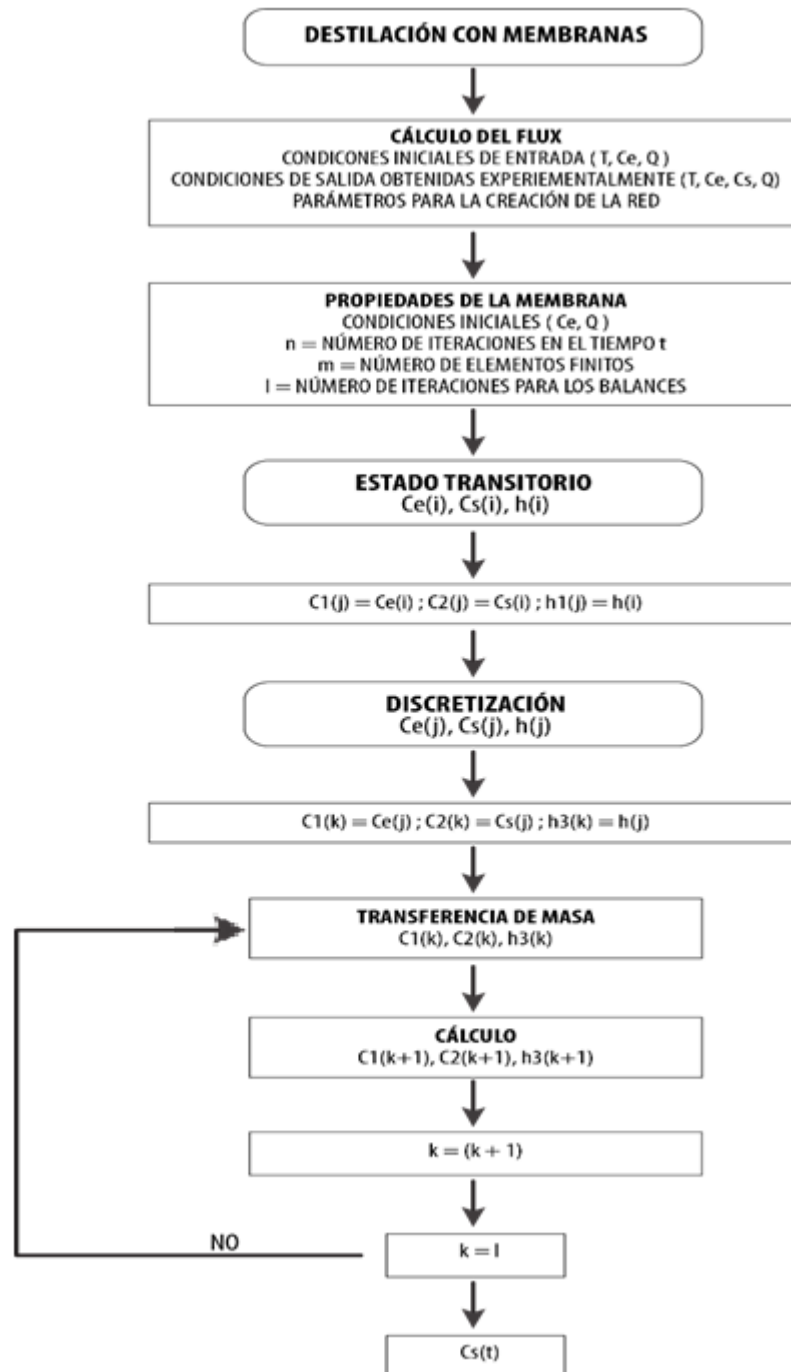 DESTILACIÓN CON MEMBRANAS
CÁLCULO DEL FLUX
CONDICONES INICIALES DE ENTRADA ( T, Ce, Q )
CONDICIONES DE SALIDA OBTENIDAS EXPERIEMENTALMENTE (T, Ce, Cs, Q)
PARÁMETROS PARA LA CREACIÓN DE LA RED
PROPIEDADES DE LA MEMBRANA
CONDICIONES INICIALES ( Ce, Q )
n = NÚMERO DE ITERACIONES EN EL TIEMPO t
m = NÚMERO DE ELEMENTOS FINITOS
l = NÚMERO DE ITERACIONES PARA LOS BALANCES
ESTADO TRANSITORIO
Ce(i), Cs(i), h(i)
C1(j) = Ce(i) ; C2(j) = Cs(i) ; h1(j) = h(i)
DISCRETIZACIÓN
Ce(j), Cs(j), h(j)
C1(k) = Ce(j) ; C2(k) = Cs(j) ; h3(k) = h(j)
TRANSFERENCIA DE MASA
C1(k), C2(k), h3(k)
CÁLCULO
C1(k+1), C2(k+1), h3(k+1)
k = (k + 1)
NO
k = l
Cs(t)